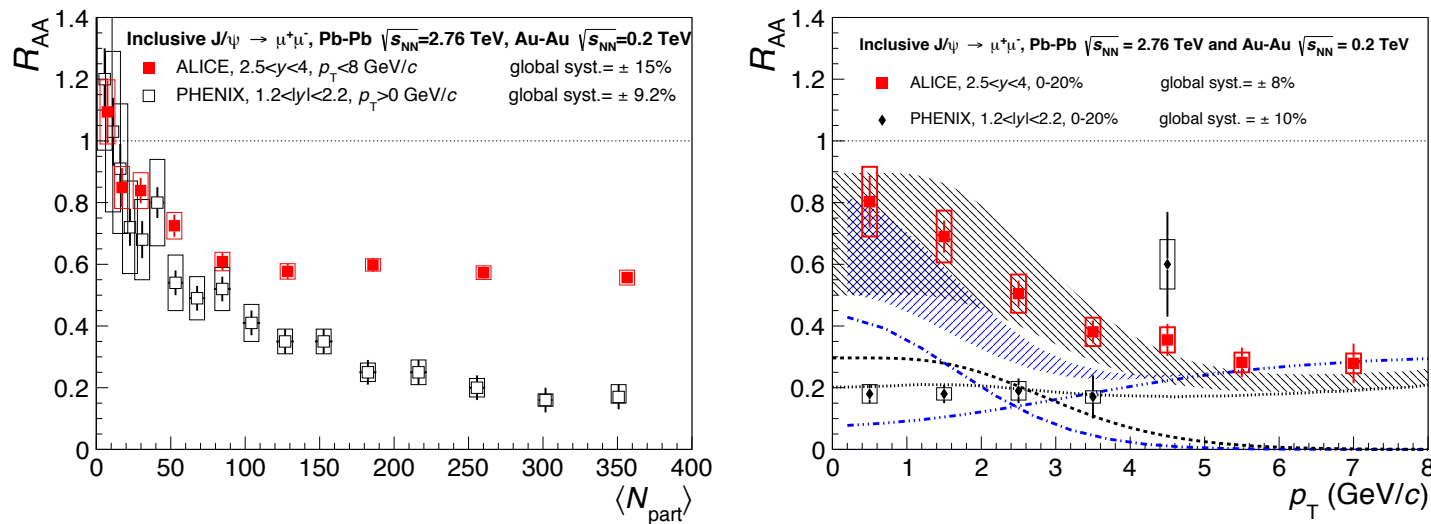 R_AA
1.4
1.2
1
0.8
0.6
0.4
0.2
0
Inclusive J/ψ → μ⁺μ⁻, Pb-Pb √s_NN=2.76 TeV, Au-Au √s_NN=0.2 TeV
ALICE, 2.5<y<4, p_T<8 GeV/c global syst.= ± 15%
PHENIX, 1.2<|y|<2.2, p_T>0 GeV/c global syst.= ± 9.2%
0 50 100 150 200 250 300 350 400
⟨N_part⟩
R_AA
1.4
1.2
1
0.8
0.6
0.4
0.2
0
Inclusive J/ψ → μ⁺μ⁻, Pb-Pb √s_NN = 2.76 TeV and Au-Au √s_NN = 0.2 TeV
ALICE, 2.5<y<4, 0-20% global syst.= ± 8%
PHENIX, 1.2<|y|<2.2, 0-20% global syst. = ± 10%
0 1 2 3 4 5 6 7 8
p_T (GeV/c)